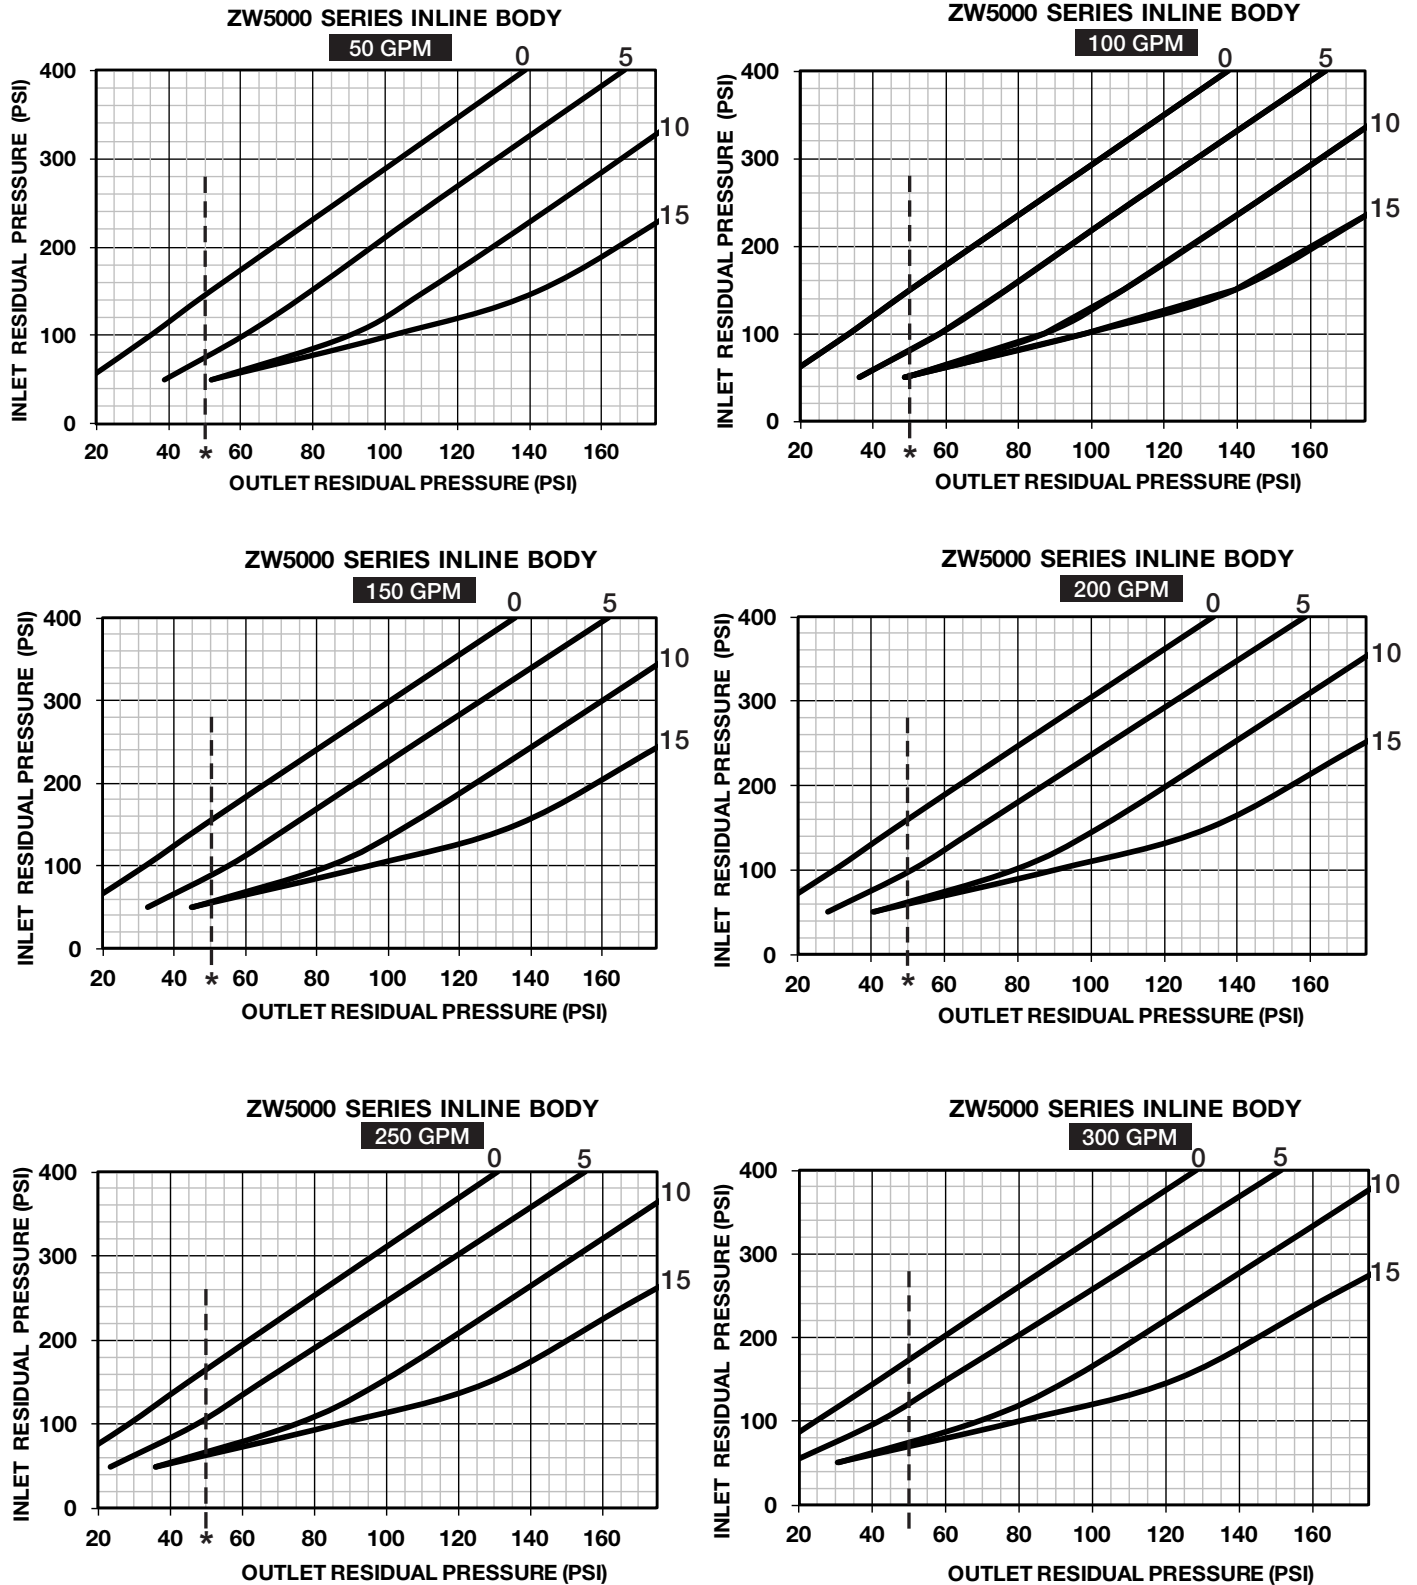 ZW5000 SERIES INLINE BODY
50 GPM
0
5
10
15
INLET RESIDUAL PRESSURE (PSI)
400
300
200
100
0
20 40 * 60 80 100 120 140 160
OUTLET RESIDUAL PRESSURE (PSI)
ZW5000 SERIES INLINE BODY
100 GPM
0
5
10
15
INLET RESIDUAL PRESSURE (PSI)
400
300
200
100
0
20 40 * 60 80 100 120 140 160
OUTLET RESIDUAL PRESSURE (PSI)
ZW5000 SERIES INLINE BODY
150 GPM
0
5
10
15
INLET RESIDUAL PRESSURE (PSI)
400
300
200
100
0
20 40 * 60 80 100 120 140 160
OUTLET RESIDUAL PRESSURE (PSI)
ZW5000 SERIES INLINE BODY
200 GPM
0
5
10
15
INLET RESIDUAL PRESSURE (PSI)
400
300
200
100
0
20 40 * 60 80 100 120 140 160
OUTLET RESIDUAL PRESSURE (PSI)
ZW5000 SERIES INLINE BODY
250 GPM
0
5
10
15
INLET RESIDUAL PRESSURE (PSI)
400
300
200
100
0
20 40 * 60 80 100 120 140 160
OUTLET RESIDUAL PRESSURE (PSI)
ZW5000 SERIES INLINE BODY
300 GPM
0
5
10
15
INLET RESIDUAL PRESSURE (PSI)
400
300
200
100
0
20 40 60 80 100 120 140 160
OUTLET RESIDUAL PRESSURE (PSI)